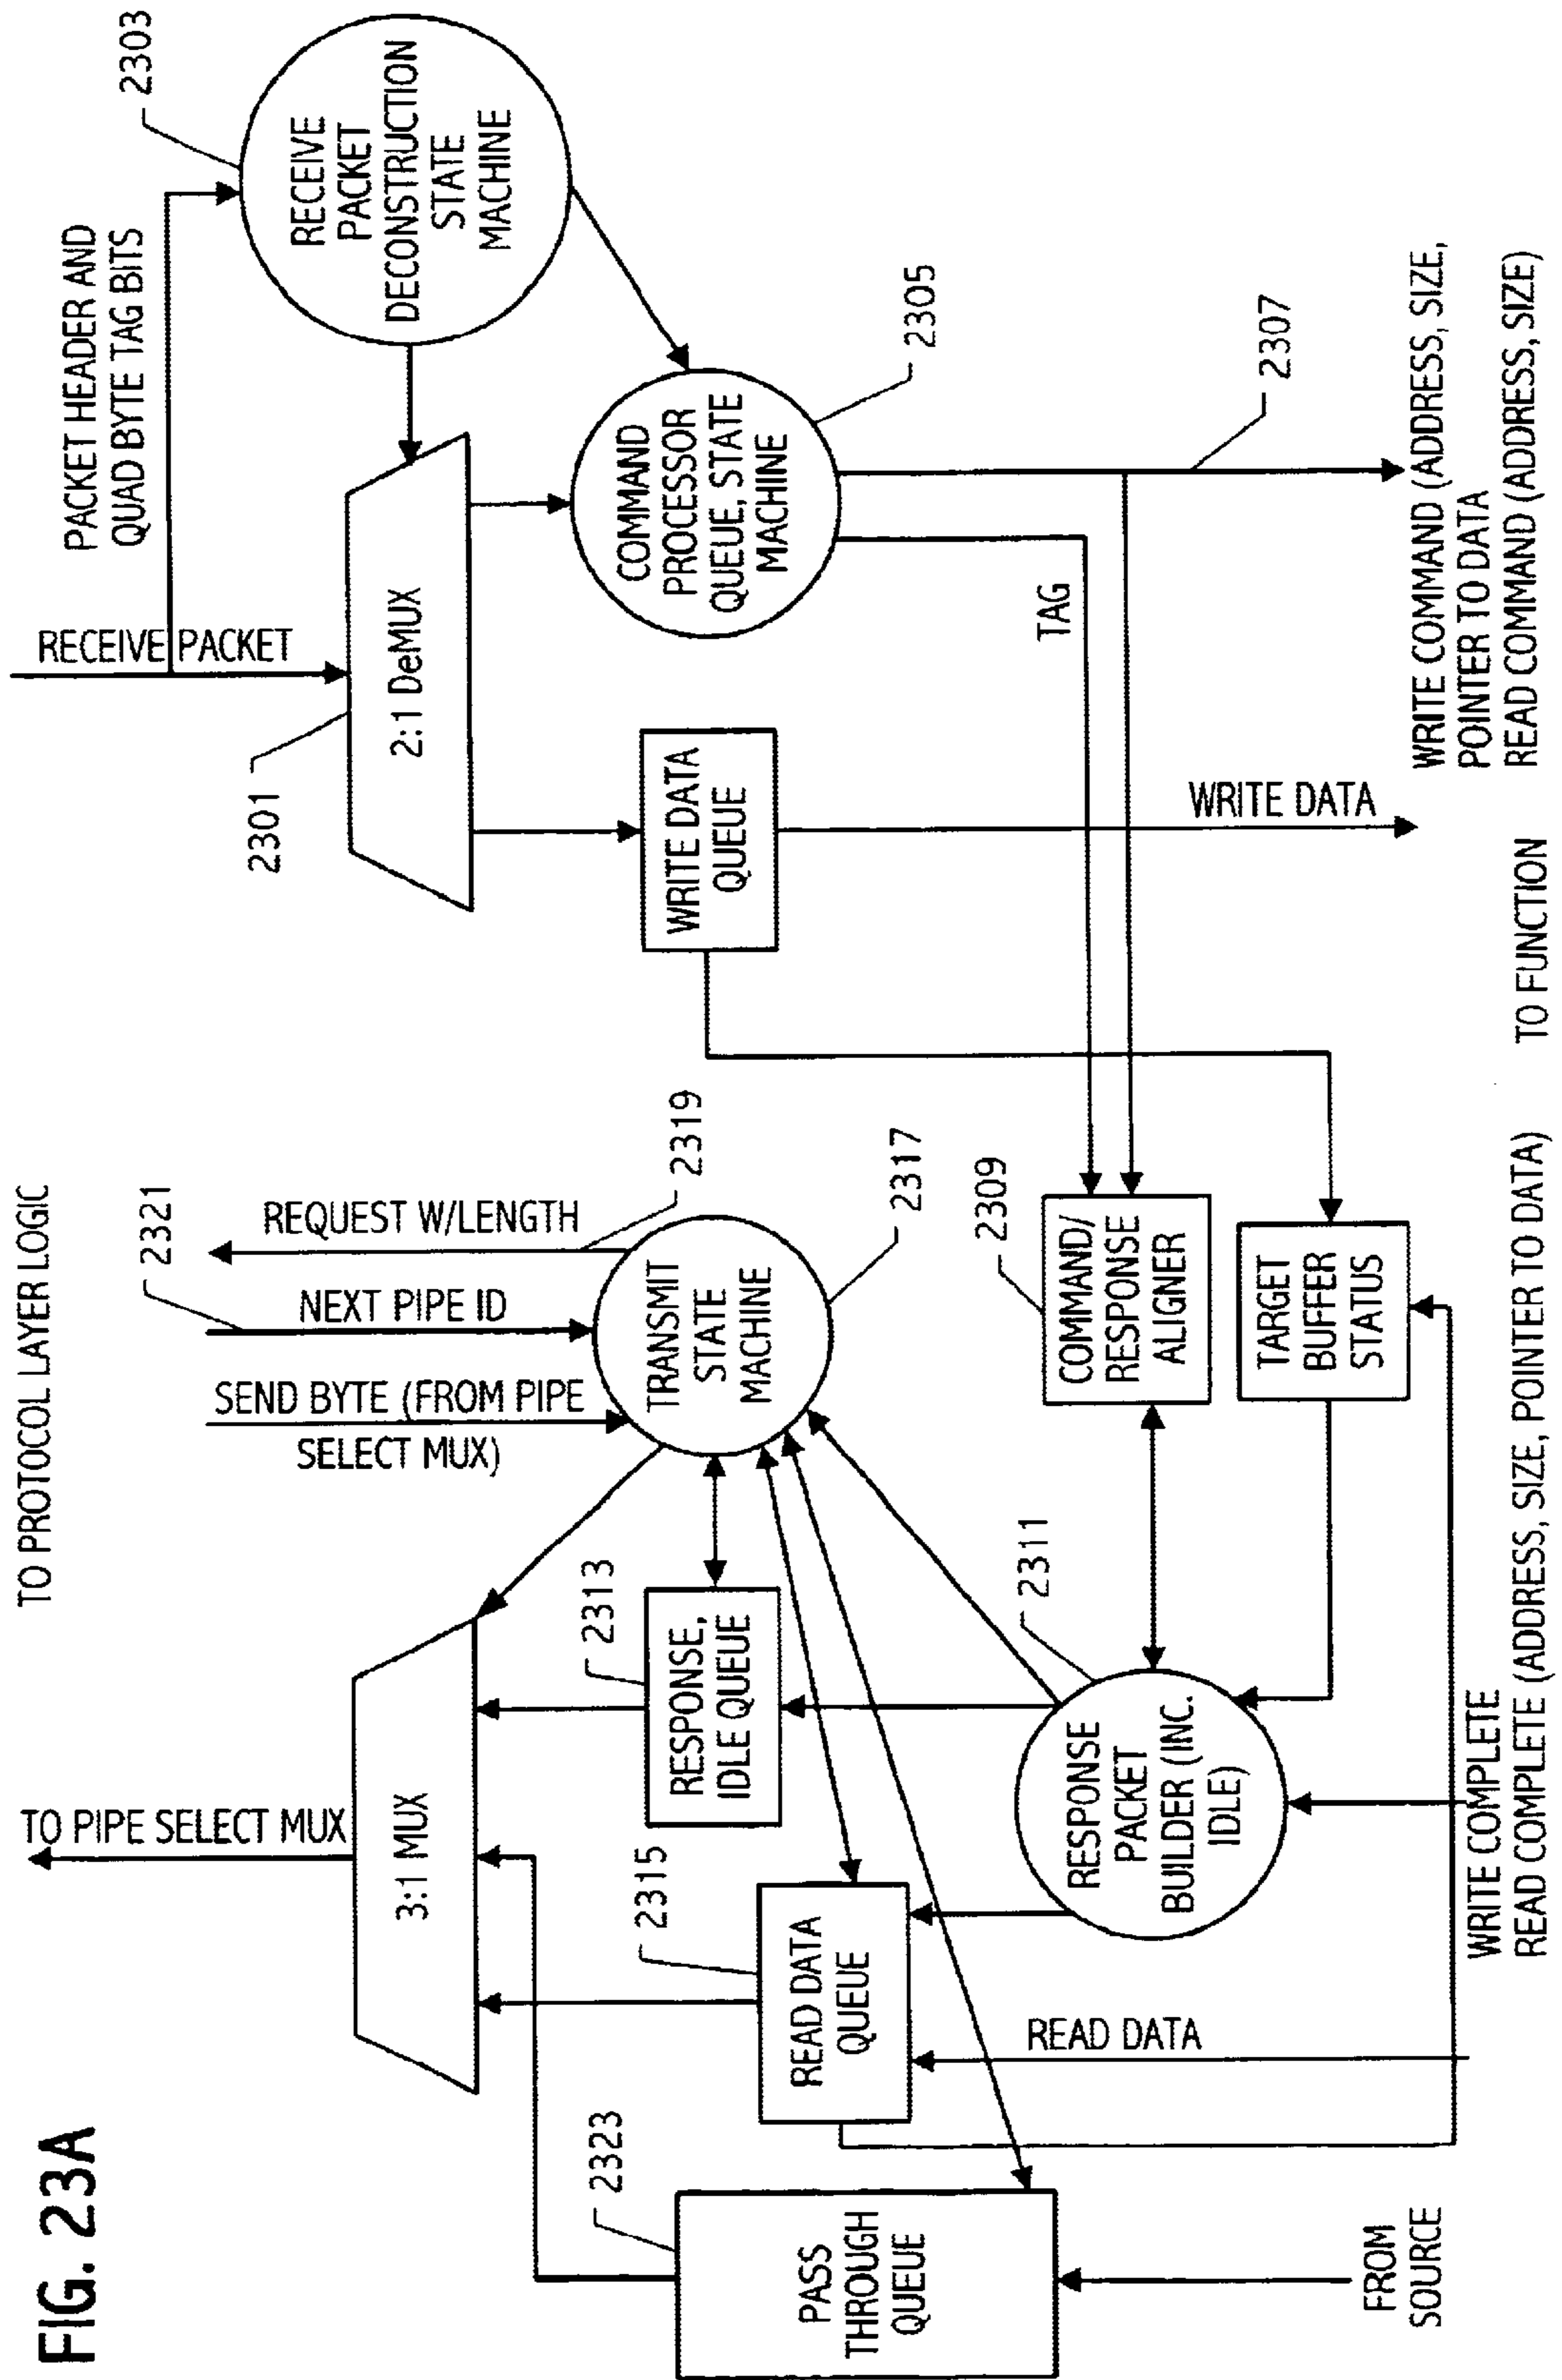 FIG. 23A
TO PROTOCOL LAYER LOGIC
TO PIPE SELECT MUX
3:1 MUX
SEND BYTE (FROM PIPE
SELECT MUX)
NEXT PIPE ID
2321
REQUEST W/LENGTH
2319
TRANSMIT
STATE
MACHINE
2317
RESPONSE,
IDLE QUEUE
2313
READ DATA
QUEUE
2315
PASS
THROUGH
QUEUE
2323
FROM
SOURCE
READ DATA
RESPONSE
PACKET
BUILDER (INC.
IDLE)
2311
COMMAND/
RESPONSE
ALIGNER
2309
TARGET
BUFFER
STATUS
WRITE COMPLETE
READ COMPLETE (ADDRESS, SIZE, POINTER TO DATA)
RECEIVE PACKET
PACKET HEADER AND
QUAD BYTE TAG BITS
2301
2:1 DeMUX
RECEIVE
PACKET
DECONSTRUCTION
STATE
MACHINE
2303
WRITE DATA
QUEUE
COMMAND
PROCESSOR
QUEUE, STATE
MACHINE
2305
TAG
2307
WRITE DATA
WRITE COMMAND (ADDRESS, SIZE,
POINTER TO DATA
READ COMMAND (ADDRESS, SIZE)
TO FUNCTION